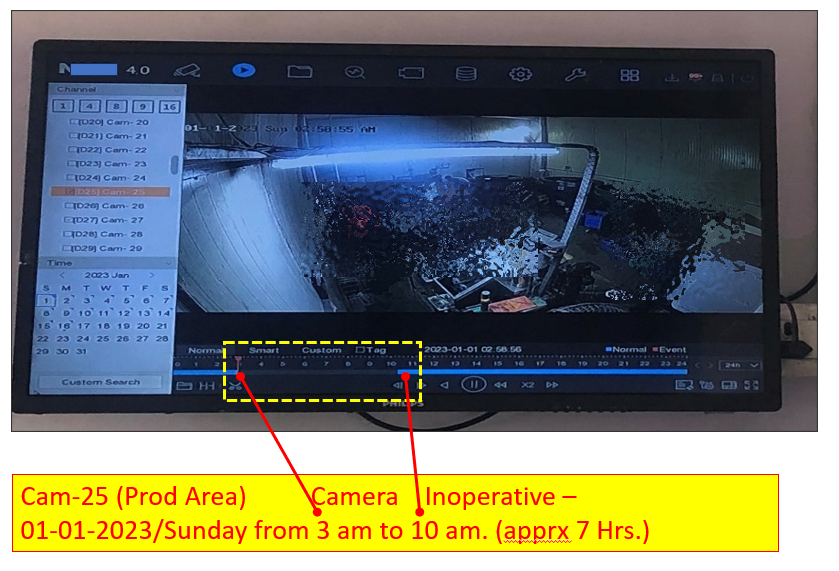 N 4.0
Channel
1 4 8 9 16
[D20] Cam- 20
[D21] Cam- 21
[D22] Cam- 22
[D23] Cam- 23
[D24] Cam- 24
[D25] Cam- 25
[D26] Cam- 26
[D27] Cam- 27
[D28] Cam- 28
[D29] Cam- 29
01- 1-2023 Sun 02:58:55 AM
Time
< 2023 Jan >
S M T W T F S
1 2 3 4 5 6 7
8 9 10 11 12 13 14
15 16 17 18 19 20 21
22 23 24 25 26 27 28
29 30 31
Custom Search
Normal Smart Custom Tag 2023-01-01 02:58:56 Normal Event
0 1 2 4 5 6 7 8 9 10 11 12 13 14 15 16 17 18 19 20 21 22 23 24
24h
X2
PHILIPS
Cam-25 (Prod Area) Camera Inoperative –
01-01-2023/Sunday from 3 am to 10 am. (apprx 7 Hrs.)